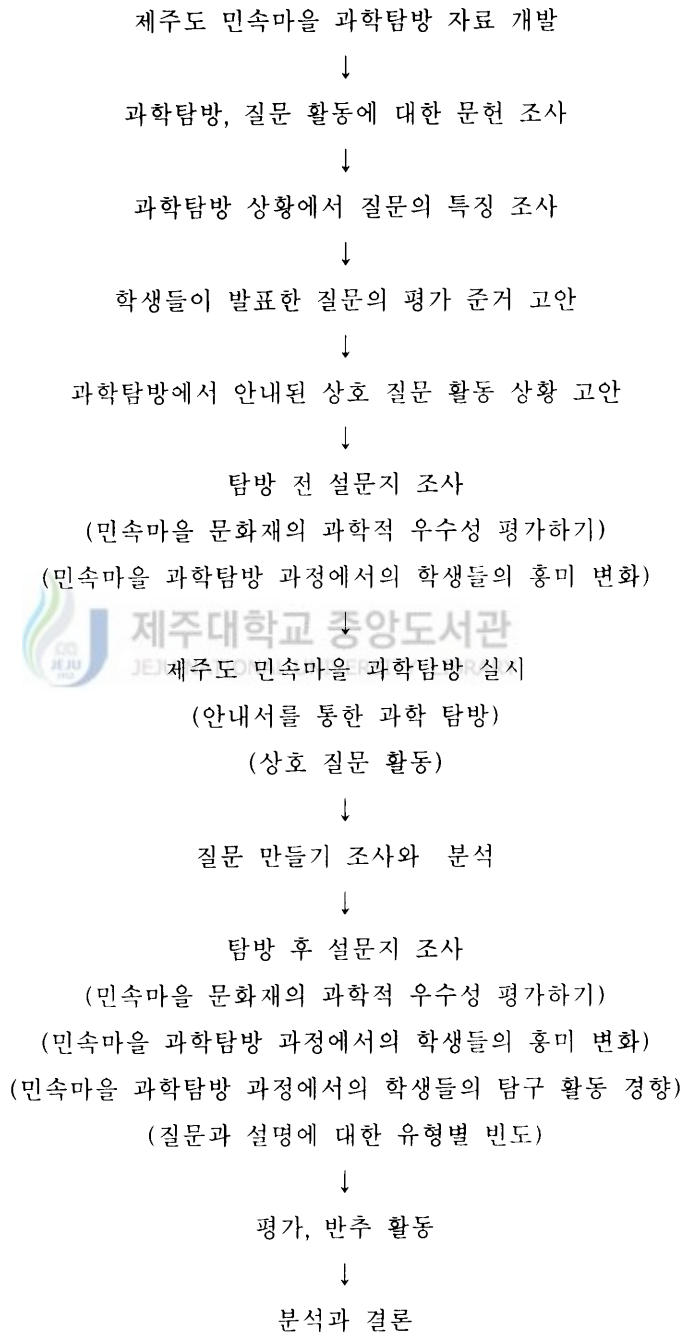 제주도 민속마을 과학탐방 자료 개발
↓
과학탐방, 질문 활동에 대한 문헌 조사
↓
과학탐방 상황에서 질문의 특징 조사
↓
학생들이 발표한 질문의 평가 준거 고안
↓
과학탐방에서 안내된 상호 질문 활동 상황 고안
↓
탐방 전 설문지 조사
(민속마을 문화재의 과학적 우수성 평가하기)
(민속마을 과학탐방 과정에서의 학생들의 흥미 변화)
↓
제주대학교 중앙도서관
JEJU NATIONAL UNIVERSITY LIBRARY
JEJU
1952
제주도 민속마을 과학탐방 실시
(안내서를 통한 과학 탐방)
(상호 질문 활동)
↓
질문 만들기 조사와 분석
↓
탐방 후 설문지 조사
(민속마을 문화재의 과학적 우수성 평가하기)
(민속마을 과학탐방 과정에서의 학생들의 흥미 변화)
(민속마을 과학탐방 과정에서의 학생들의 탐구 활동 경향)
(질문과 설명에 대한 유형별 빈도)
↓
평가, 반추 활동
↓
분석과 결론